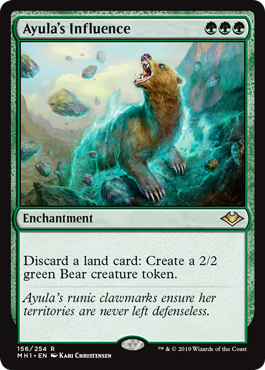 Ayula's Influence
Enchantment
Discard a land card: Create a 2/2
green Bear creature token.
Ayula's runic clawmarks ensure her
territories are never left defenseless.
156/254 R
MH1 • EN KARI CHRISTENSEN
™ & © 2019 Wizards of the Coast